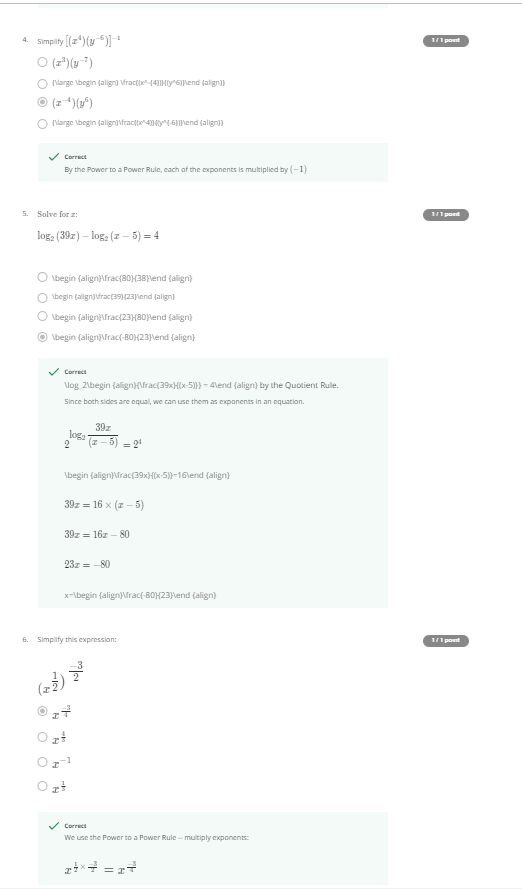 4. Simplify [(x⁴)(y⁻⁶)]⁻¹
1 / 1 point
(x³)(y⁻⁷)
{\large \begin {align} \frac{(x^-{4})}{(y^6)}\end {align}}
(x⁻⁴)(y⁶)
{\large \begin {align}\frac{(x^4)}{(y^{-6})}\end {align}}
Correct
By the Power to a Power Rule, each of the exponents is multiplied by (−1)
5. Solve for x:
1 / 1 point
log₂ (39x) − log₂ (x − 5) = 4
\begin {align}\frac{80}{38}\end {align}
\begin {align}\frac{39}{23}\end {align}
\begin {align}\frac{23}{80}\end {align}
\begin {align}\frac{-80}{23}\end {align}
Correct
\log_2\begin {align}{\frac{39x}{(x-5)}} = 4\end {align} by the Quotient Rule.
Since both sides are equal, we can use them as exponents in an equation.
2^(log₂ 39x/(x − 5)) = 2⁴
\begin {align}\frac{39x}{(x-5)}=16\end {align}
39x = 16 × (x − 5)
39x = 16x − 80
23x = −80
x=\begin {align}\frac{-80}{23}\end {align}
6. Simplify this expression:
1 / 1 point
(x^(1/2))^(−3/2)
x^(−3/4)
x^(4/3)
x⁻¹
x^(1/3)
Correct
We use the Power to a Power Rule -- multiply exponents:
x^(1/2 × −3/2) = x^(−3/4)